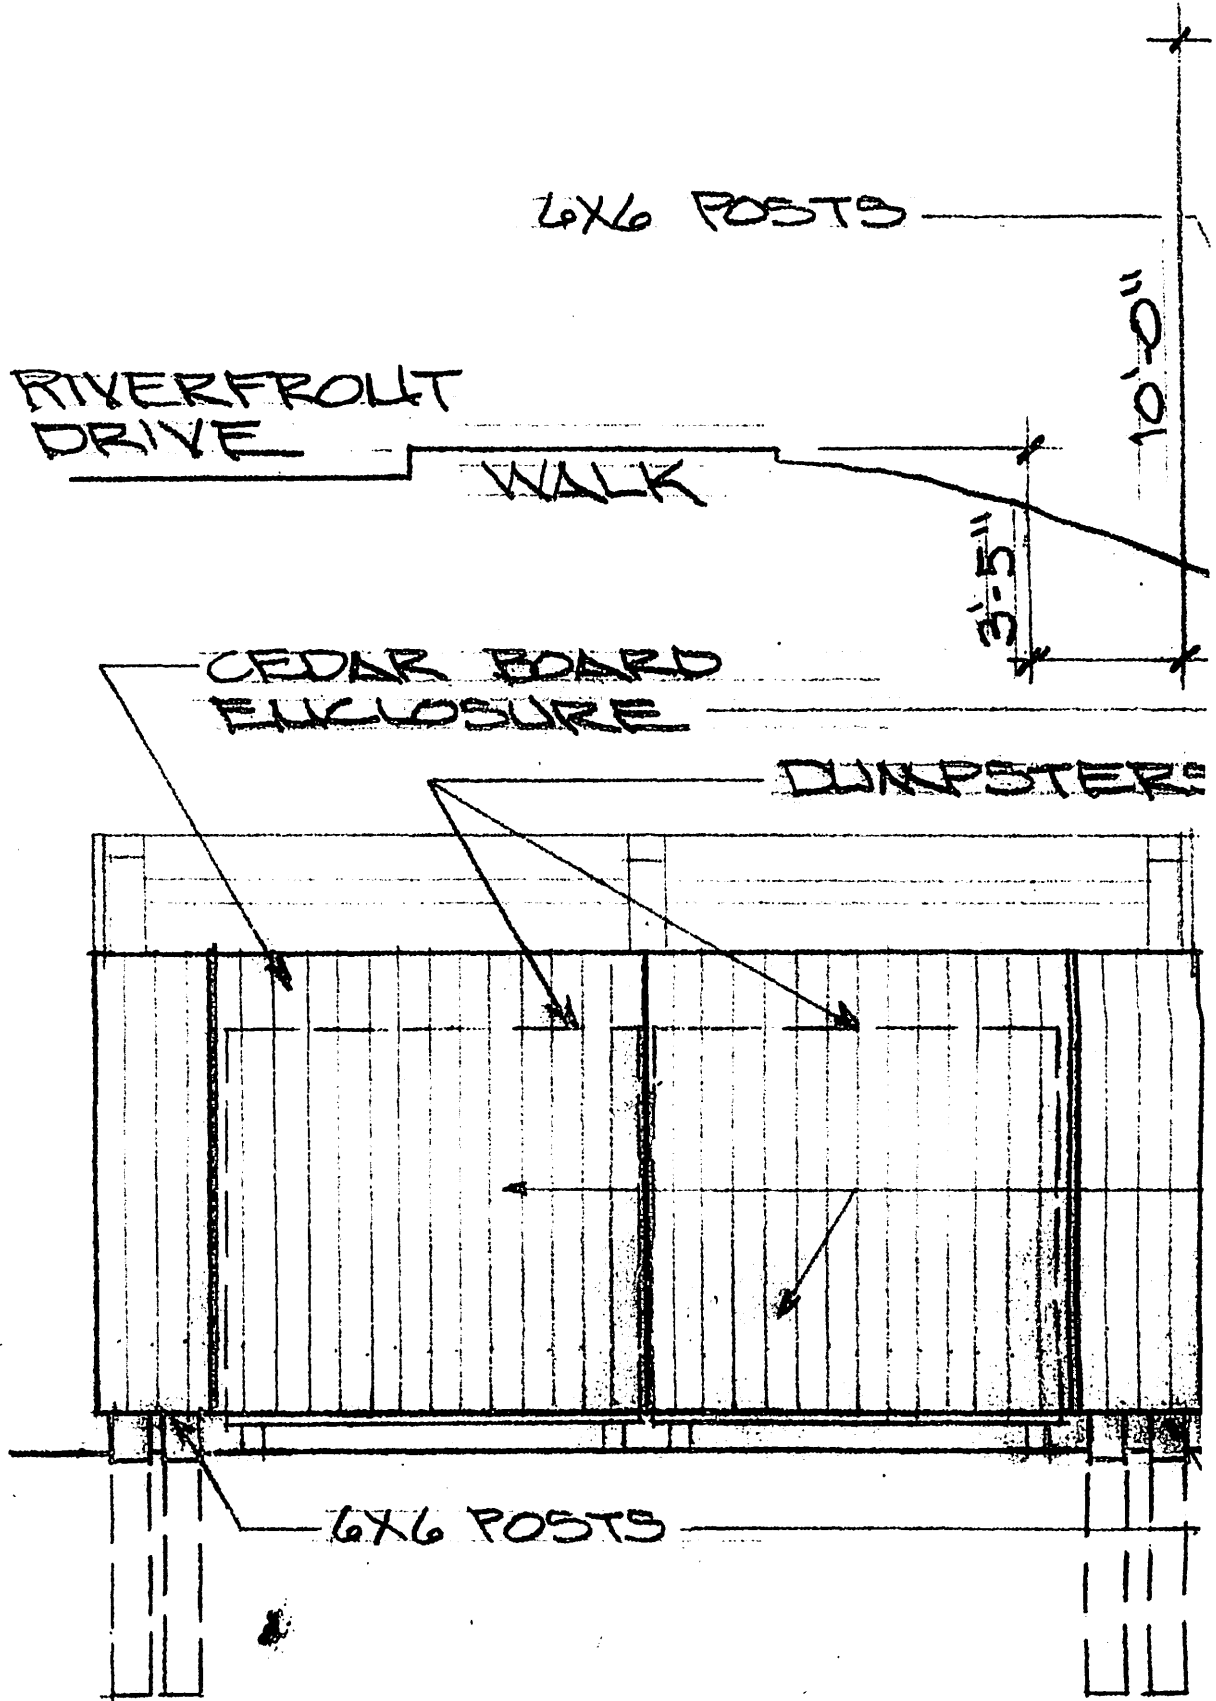 6X6 POSTS
10'-0"
RIVERFRONT
DRIVE
WALK
3'-5"
CEDAR BOARD
ENCLOSURE
DUMPSTERS
6X6 POSTS